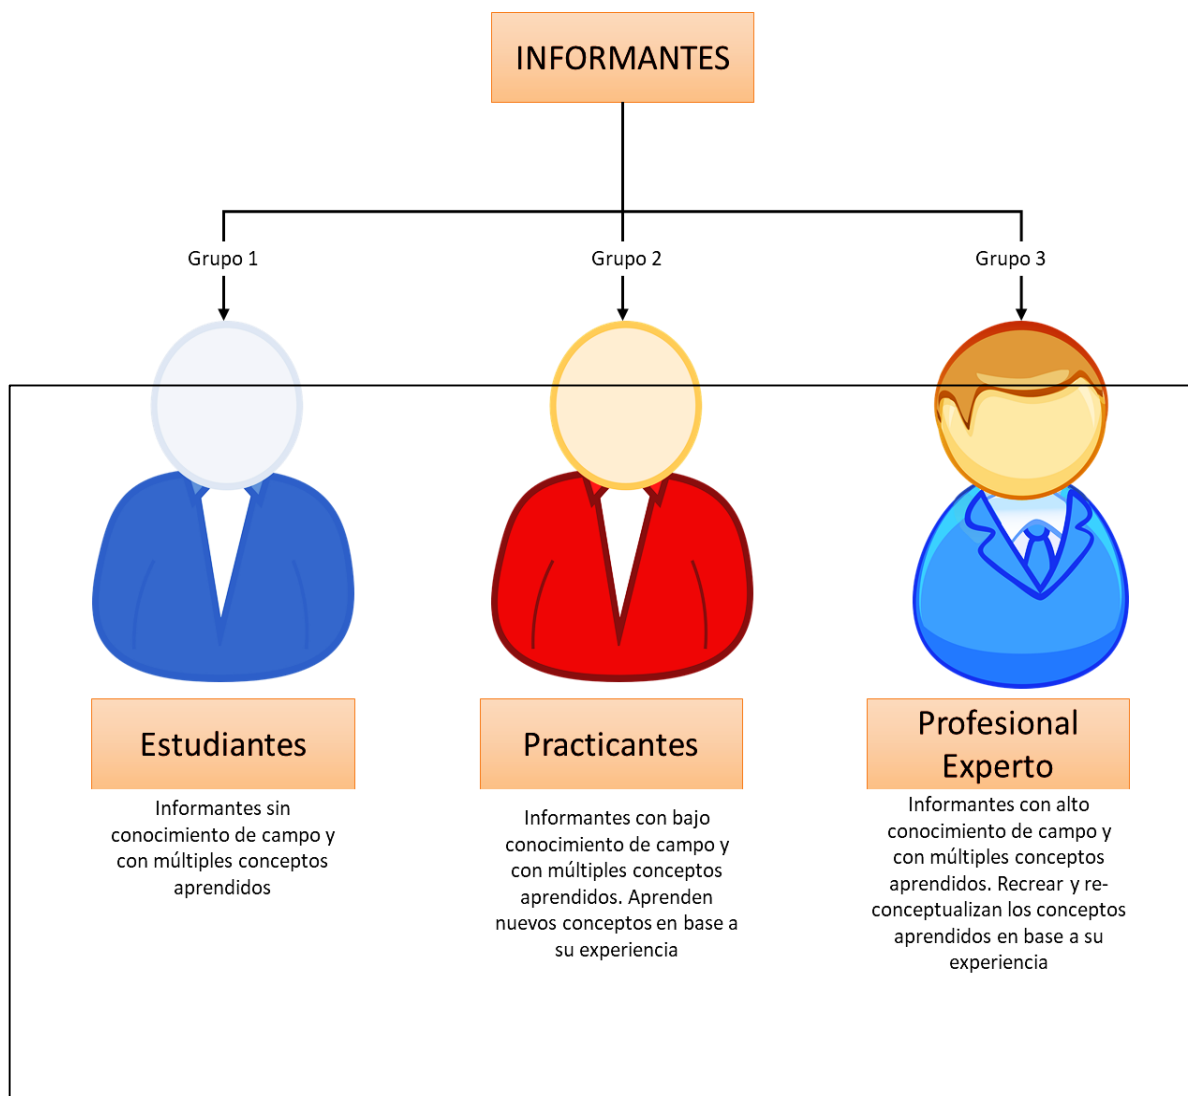 INFORMANTES
Grupo 1
Grupo 2
Grupo 3
Estudiantes
Informantes sin
conocimiento de campo y
con múltiples conceptos
aprendidos
Practicantes
Informantes con bajo
conocimiento de campo y
con múltiples conceptos
aprendidos. Aprenden
nuevos conceptos en base a
su experiencia
Profesional
Experto
Informantes con alto
conocimiento de campo y
con múltiples conceptos
aprendidos. Recrear y re-
conceptualizan los conceptos
aprendidos en base a su
experiencia